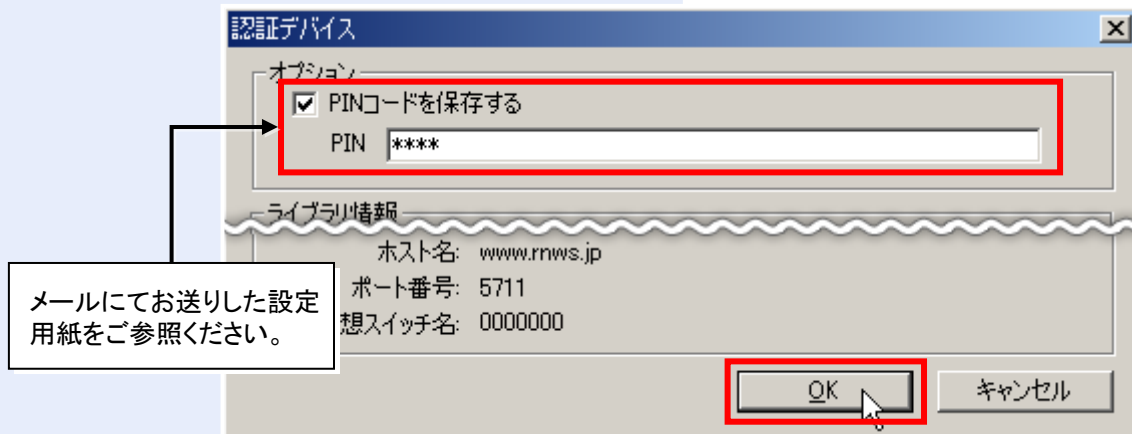 認証デバイス
オプション
PINコードを保存する
PIN ****
ライブラリ情報
ホスト名: www.rnws.jp
ポート番号: 5711
想スイッチ名: 0000000
メールにてお送りした設定
用紙をご参照ください。
OK キャンセル